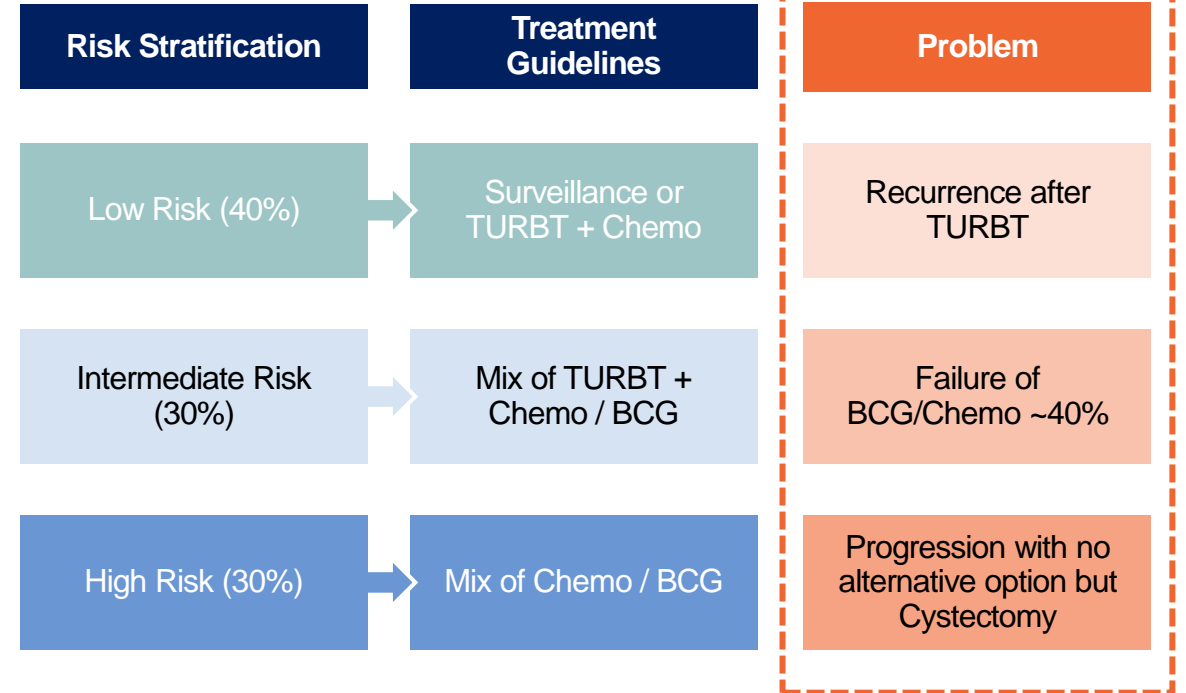 Risk Stratification
Treatment
Guidelines
Problem
Low Risk (40%)
Surveillance or
TURBT + Chemo
Recurrence after
TURBT
Intermediate Risk
(30%)
Mix of TURBT +
Chemo / BCG
Failure of
BCG/Chemo ~40%
High Risk (30%)
Mix of Chemo / BCG
Progression with no
alternative option but
Cystectomy